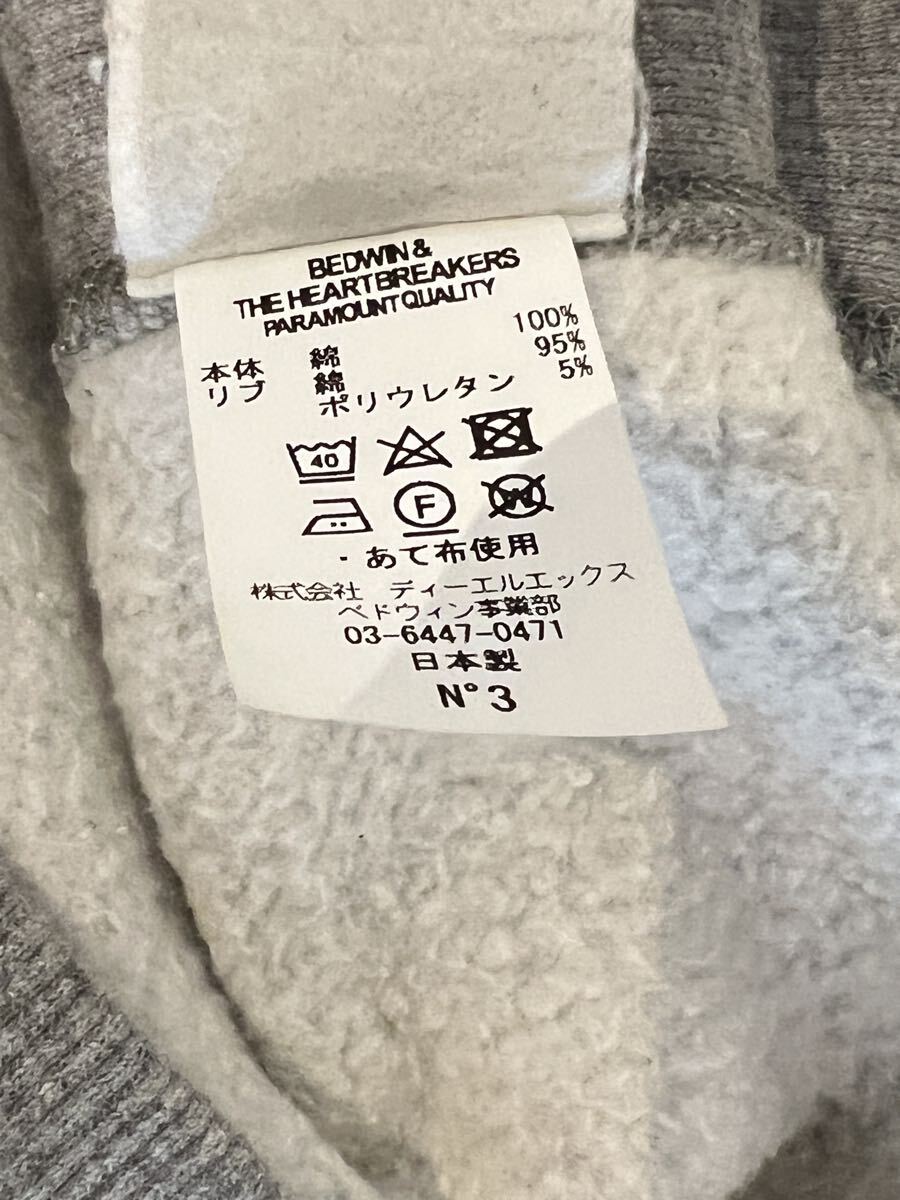 BEDWIN &
THE HEARTBREAKERS
PARAMOUNT QUALITY
本体 綿 100%
リブ 綿 95%
ポリウレタン 5%
40
F
W
・あて布使用
株式会社 ディーエルエックス
ベドウィン事業部
03-6447-0471
日本製
N° 3